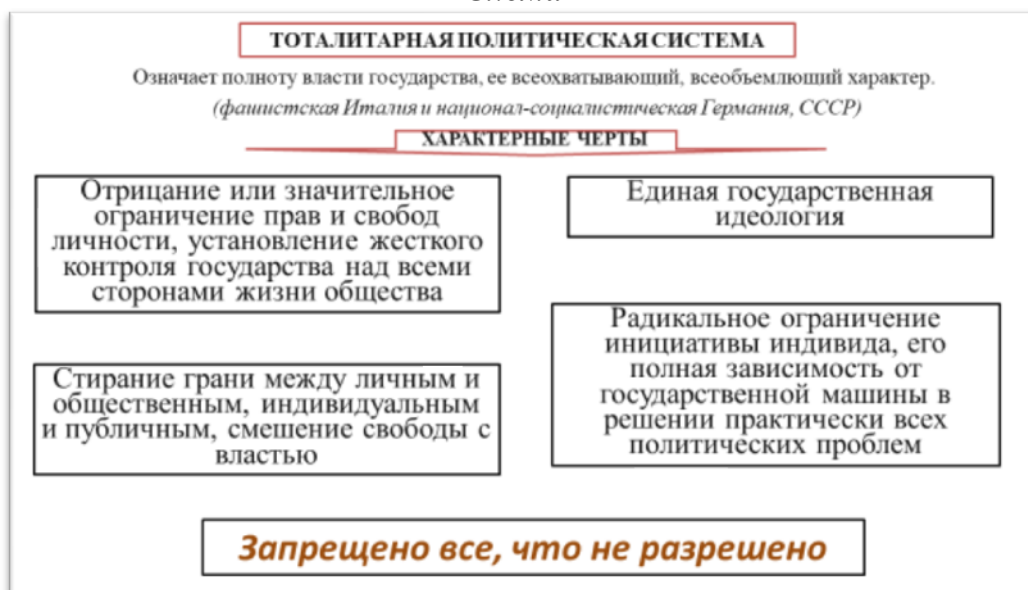 ТОТАЛИТАРНАЯ ПОЛИТИЧЕСКАЯ СИСТЕМА
Означает полноту власти государства, ее всеохватывающий, всеобъемлющий характер.
(фашистская Италия и национал-социалистическая Германия, СССР)
ХАРАКТЕРНЫЕ ЧЕРТЫ
Отрицание или значительное
ограничение прав и свобод
личности, установление жесткого
контроля государства над всеми
сторонами жизни общества
Единая государственная
идеология
Стирание грани между личным и
общественным, индивидуальным
и публичным, смешение свободы с
властью
Радикальное ограничение
инициативы индивида, его
полная зависимость от
государственной машины в
решении практически всех
политических проблем
Запрещено все, что не разрешено